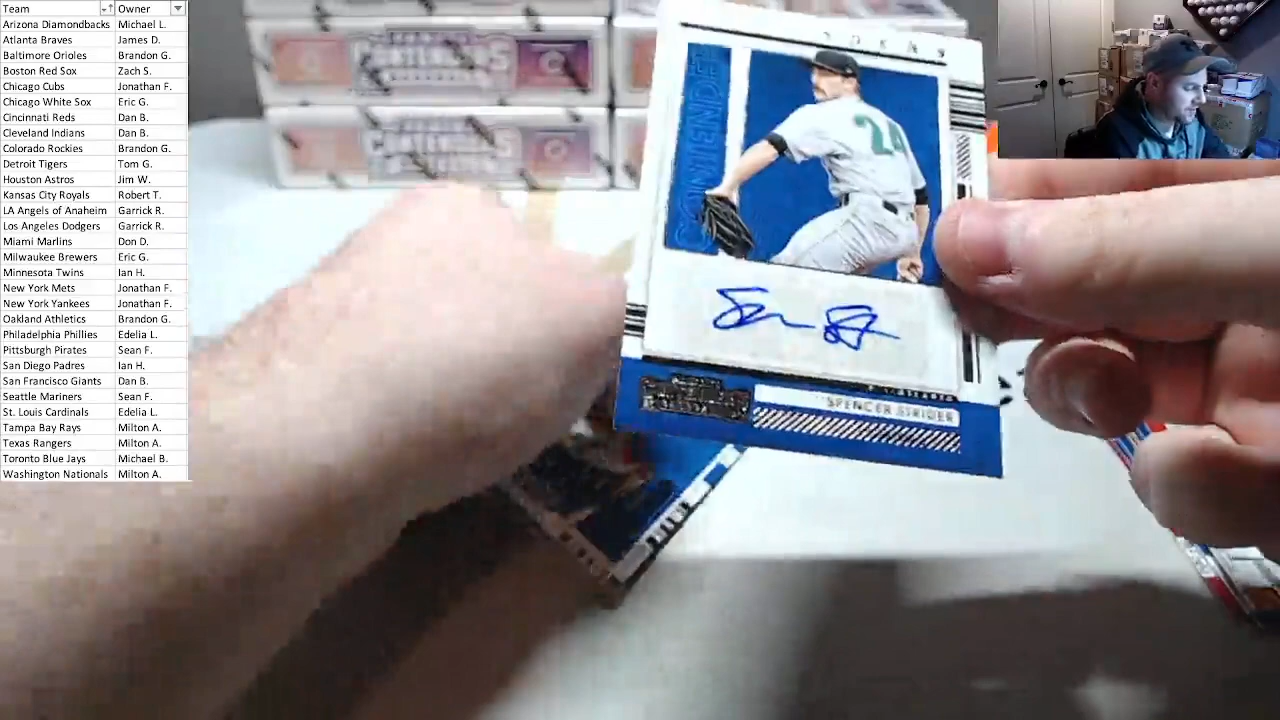 Team Owner
Arizona Diamondbacks Michael L.
Atlanta Braves James D.
Baltimore Orioles Brandon G.
Boston Red Sox Zach S.
Chicago Cubs Jonathan F.
Chicago White Sox Eric G.
Cincinnati Reds Dan B.
Cleveland Indians Dan B.
Colorado Rockies Brandon G.
Detroit Tigers Tom G.
Houston Astros Jim W.
Kansas City Royals Robert T.
LA Angels of Anaheim Garrick R.
Los Angeles Dodgers Garrick R.
Miami Marlins Don D.
Milwaukee Brewers Eric G.
Minnesota Twins Ian H.
New York Mets Jonathan F.
New York Yankees Jonathan F.
Oakland Athletics Brandon G.
Philadelphia Phillies Edelia L.
Pittsburgh Pirates Sean F.
San Diego Padres Ian H.
San Francisco Giants Dan B.
Seattle Mariners Sean F.
St. Louis Cardinals Edelia L.
Tampa Bay Rays Milton A.
Texas Rangers Milton A.
Toronto Blue Jays Michael B.
Washington Nationals Milton A.
CONTENDERS
CONTENDERS
24
SPENCER STRIDER